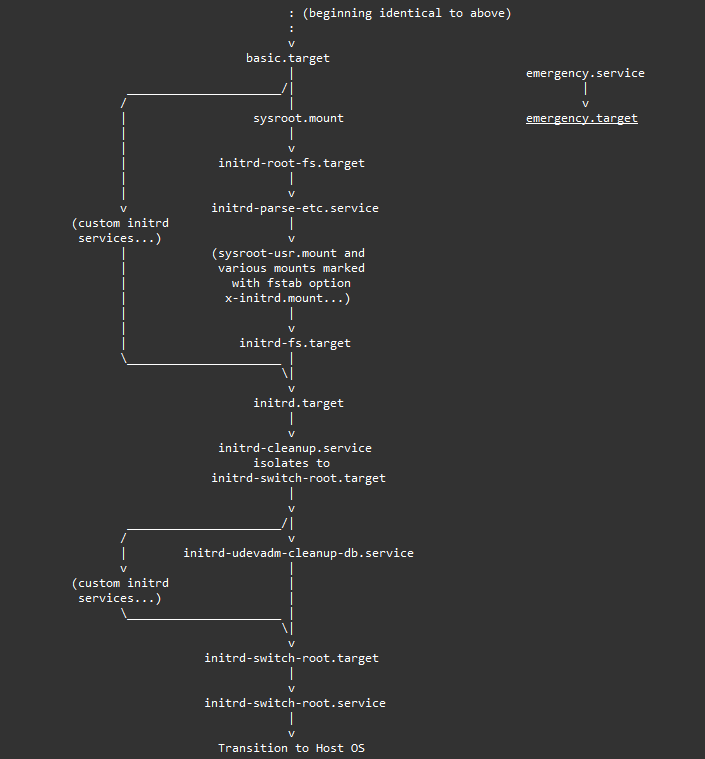 : (beginning identical to above)
:
v
basic.target
|
______________________/| emergency.service
/ | |
| | v
| sysroot.mount emergency.target
| |
| v
| initrd-root-fs.target
| |
| v
v initrd-parse-etc.service
(custom initrd |
services...) v
| (sysroot-usr.mount and
| various mounts marked
| with fstab option
| x-initrd.mount...)
| |
| v
| initrd-fs.target
\______________________ |
\|
v
initrd.target
|
v
initrd-cleanup.service
isolates to
initrd-switch-root.target
|
v
______________________/|
/ v
| initrd-udevadm-cleanup-db.service
v |
(custom initrd |
services...) |
\______________________ |
\|
v
initrd-switch-root.target
|
v
initrd-switch-root.service
|
v
Transition to Host OS